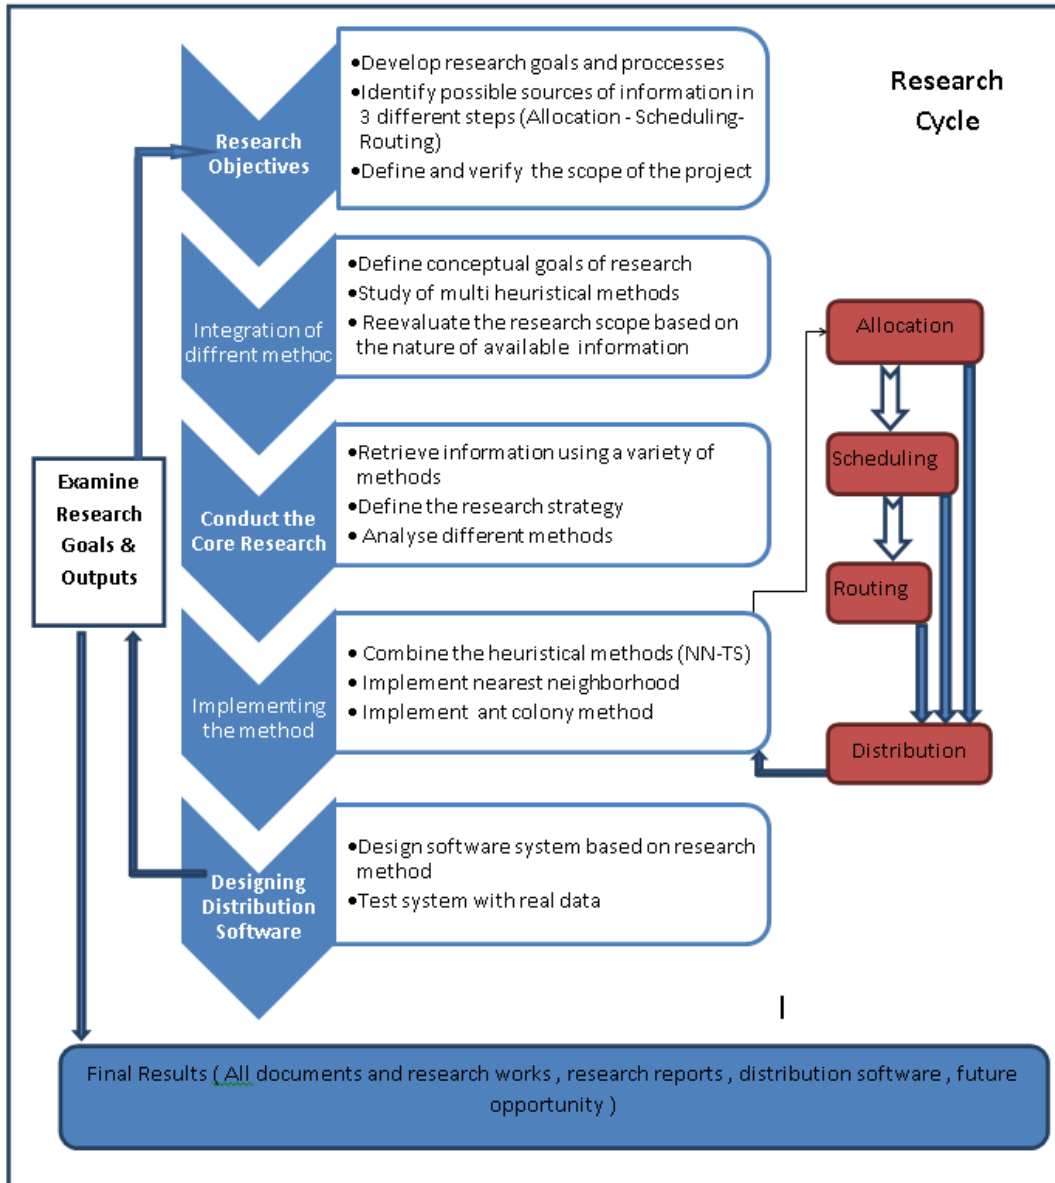 Research
Cycle
Research
Objectives
•Develop research goals and proccesses
•Identify possible sources of information in
3 different steps (Allocation - Scheduling-
Routing)
•Define and verify the scope of the project
Integration of
diffrent methoc
•Define conceptual goals of research
•Study of multi heuristical methods
• Reevaluate the research scope based on
the nature of available information
Conduct the
Core Research
•Retrieve information using a variety of
methods
•Define the research strategy
• Analyse different methods
Implementing
the method
• Combine the heuristical methods (NN-TS)
• Implement nearest neighborhood
• Implement ant colony method
Designing
Distribution
Software
•Design software system based on research
method
•Test system with real data
Examine
Research
Goals &
Outputs
Allocation
Scheduling
Routing
Distribution
Final Results ( All documents and research works , research reports , distribution software , future
opportunity )